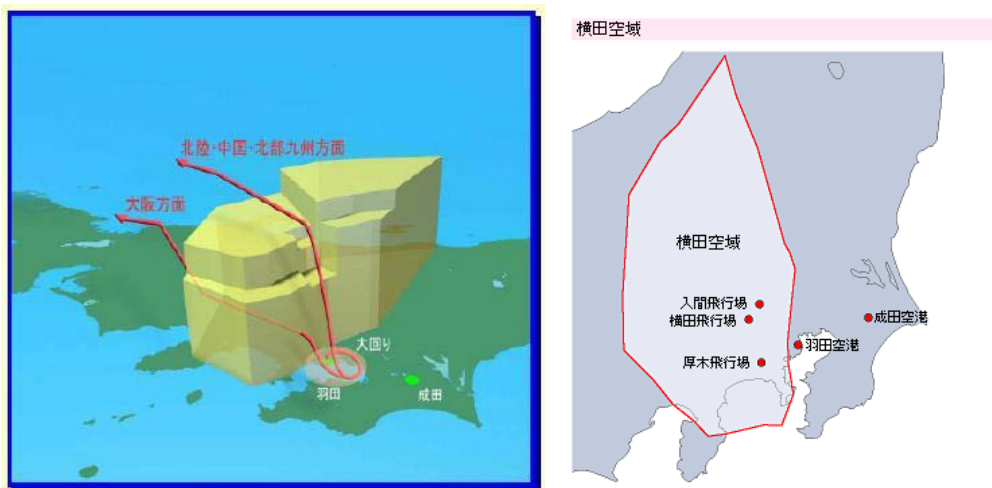 北陸・中国・北部九州方面
大阪方面
大回り
羽田
成田
横田空域
横田空域
入間飛行場
横田飛行場
厚木飛行場
成田空港
羽田空港